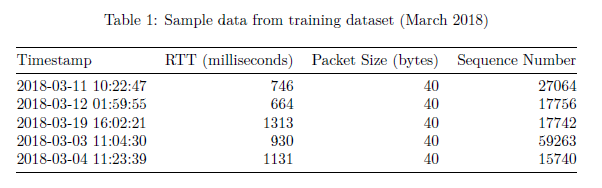 Table 1: Sample data from training dataset (March 2018)
Timestamp RTT (milliseconds) Packet Size (bytes) Sequence Number
2018-03-11 10:22:47 746 40 27064
2018-03-12 01:59:55 664 40 17756
2018-03-19 16:02:21 1313 40 17742
2018-03-03 11:04:30 930 40 59263
2018-03-04 11:23:39 1131 40 15740